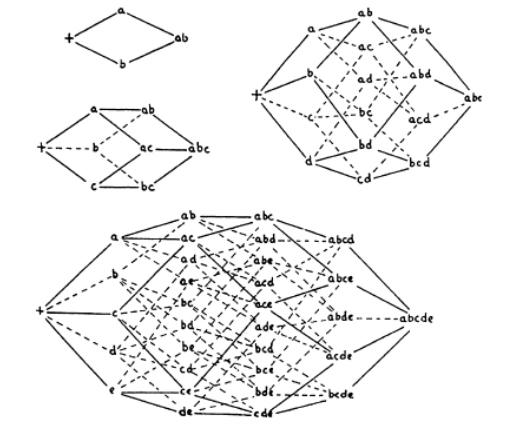 a
+
ab
b
a
ab
+
b
ac
abc
c
bc
ab
a
abc
ac
b
ad
abd
+
abc
c
bc
acd
bd
d
bcd
cd
+
a
b
c
d
e
ab
ac
ad
ae
bc
bd
be
cd
ce
de
abc
abd
abe
acd
ace
ade
bcd
bce
bde
cde
abcd
abce
abde
acde
bcde
abcde